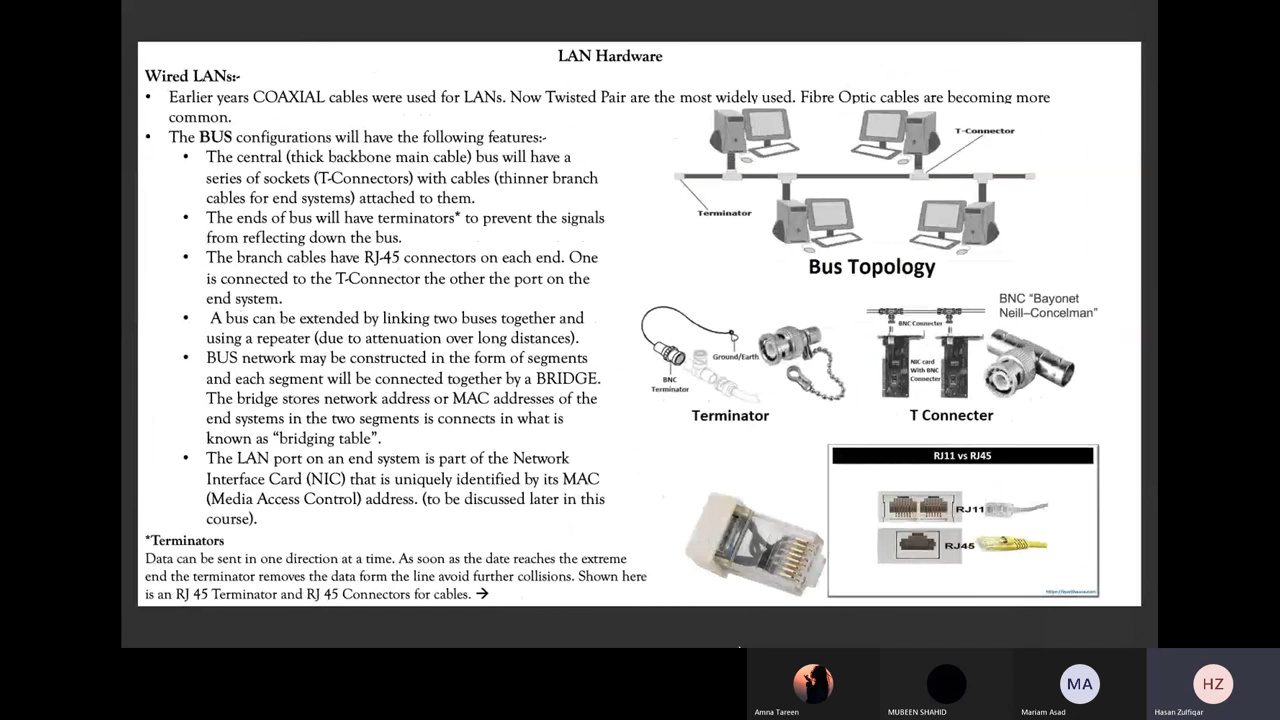 LAN Hardware
Wired LANs:-
• Earlier years COAXIAL cables were used for LANs. Now Twisted Pair are the most widely used. Fibre Optic cables are becoming more
common.
• The BUS configurations will have the following features:-
• The central (thick backbone main cable) bus will have a
series of sockets (T-Connectors) with cables (thinner branch
cables for end systems) attached to them.
• The ends of bus will have terminators* to prevent the signals
from reflecting down the bus.
• The branch cables have RJ-45 connectors on each end. One
is connected to the T-Connector the other the port on the
end system.
• A bus can be extended by linking two buses together and
using a repeater (due to attenuation over long distances).
• BUS network may be constructed in the form of segments
and each segment will be connected together by a BRIDGE.
The bridge stores network address or MAC addresses of the
end systems in the two segments is connects in what is
known as “bridging table”.
• The LAN port on an end system is part of the Network
Interface Card (NIC) that is uniquely identified by its MAC
(Media Access Control) address. (to be discussed later in this
course).
*Terminators
Data can be sent in one direction at a time. As soon as the date reaches the extreme
end the terminator removes the data form the line avoid further collisions. Shown here
is an RJ 45 Terminator and RJ 45 Connectors for cables. →
T-Connector
Terminator
Bus Topology
Ground/Earth
BNC
Terminator
Terminator
BNC "Bayonet
Neill–Concelman"
BNC Connector
NIC card
With BNC
Connector
T Connecter
RJ11 vs RJ45
RJ11
RJ45
Amna Tareen
MUBEEN SHAHID
MA
Mariam Asad
HZ
Hasan Zulfiqar